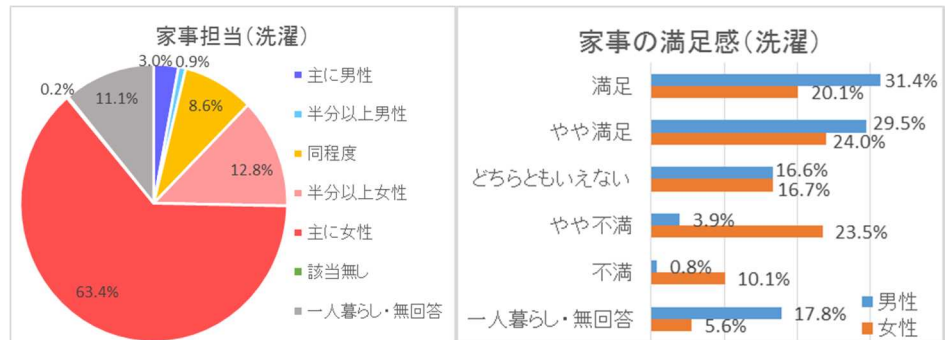 家事担当（洗濯）
3.0%
0.9%
8.6%
12.8%
63.4%
0.2%
11.1%
主に男性
半分以上男性
同程度
半分以上女性
主に女性
該当無し
一人暮らし・無回答
家事の満足感（洗濯）
満足
31.4%
20.1%
やや満足
29.5%
24.0%
どちらともいえない
16.6%
16.7%
やや不満
3.9%
23.5%
不満
0.8%
10.1%
一人暮らし・無回答
17.8%
5.6%
男性
女性